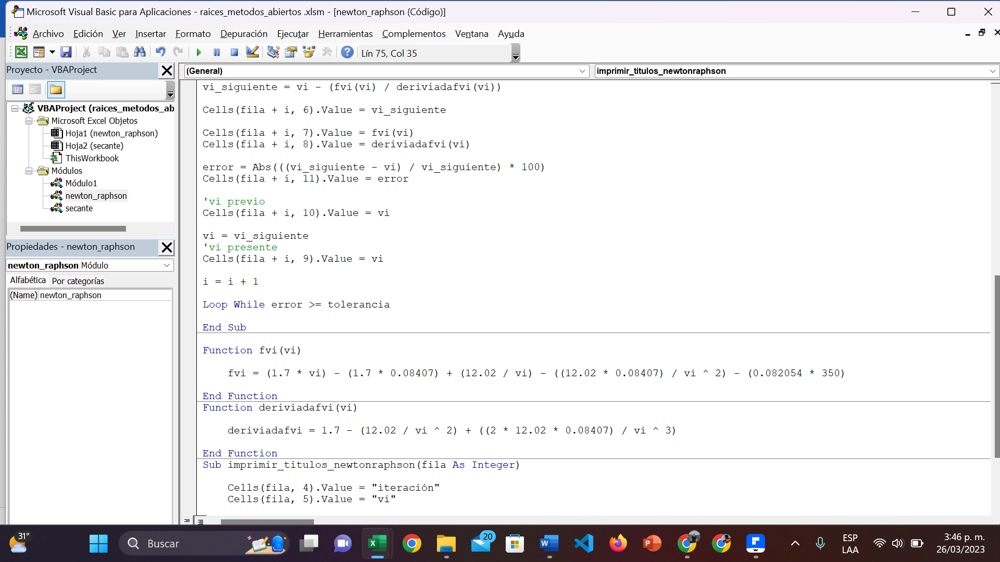 Microsoft Visual Basic para Aplicaciones - raices_metodos_abiertos .xlsm - [newton_raphson (Código)]
Archivo Edición Ver Insertar Formato Depuración Ejecutar Herramientas Complementos Ventana Ayuda
Lín 75, Col 35
Proyecto - VBAProject
VBAProject (raices_metodos_ab
Microsoft Excel Objetos
Hoja1 (newton_raphson)
Hoja2 (secante)
ThisWorkbook
Módulos
Módulo1
newton_raphson
secante
Propiedades - newton_raphson
newton_raphson Módulo
Alfabética Por categorías
(Name) newton_raphson
(General) imprimir_titulos_newtonraphson
vi_siguiente = vi - (fvi(vi) / deriviadafvi(vi))
Cells(fila + i, 6).Value = vi_siguiente
Cells(fila + i, 7).Value = fvi(vi)
Cells(fila + i, 8).Value = deriviadafvi(vi)
error = Abs(((vi_siguiente - vi) / vi_siguiente) * 100)
Cells(fila + i, 11).Value = error
'vi previo
Cells(fila + i, 10).Value = vi
vi = vi_siguiente
'vi presente
Cells(fila + i, 9).Value = vi
i = i + 1
Loop While error >= tolerancia
End Sub
Function fvi(vi)
fvi = (1.7 * vi) - (1.7 * 0.08407) + (12.02 / vi) - ((12.02 * 0.08407) / vi ^ 2) - (0.082054 * 350)
End Function
Function deriviadafvi(vi)
deriviadafvi = 1.7 - (12.02 / vi ^ 2) + ((2 * 12.02 * 0.08407) / vi ^ 3)
End Function
Sub imprimir_titulos_newtonraphson(fila As Integer)
Cells(fila, 4).Value = "iteración"
Cells(fila, 5).Value = "vi"
31°
Buscar
20
ESP
LAA
3:46 p. m.
26/03/2023